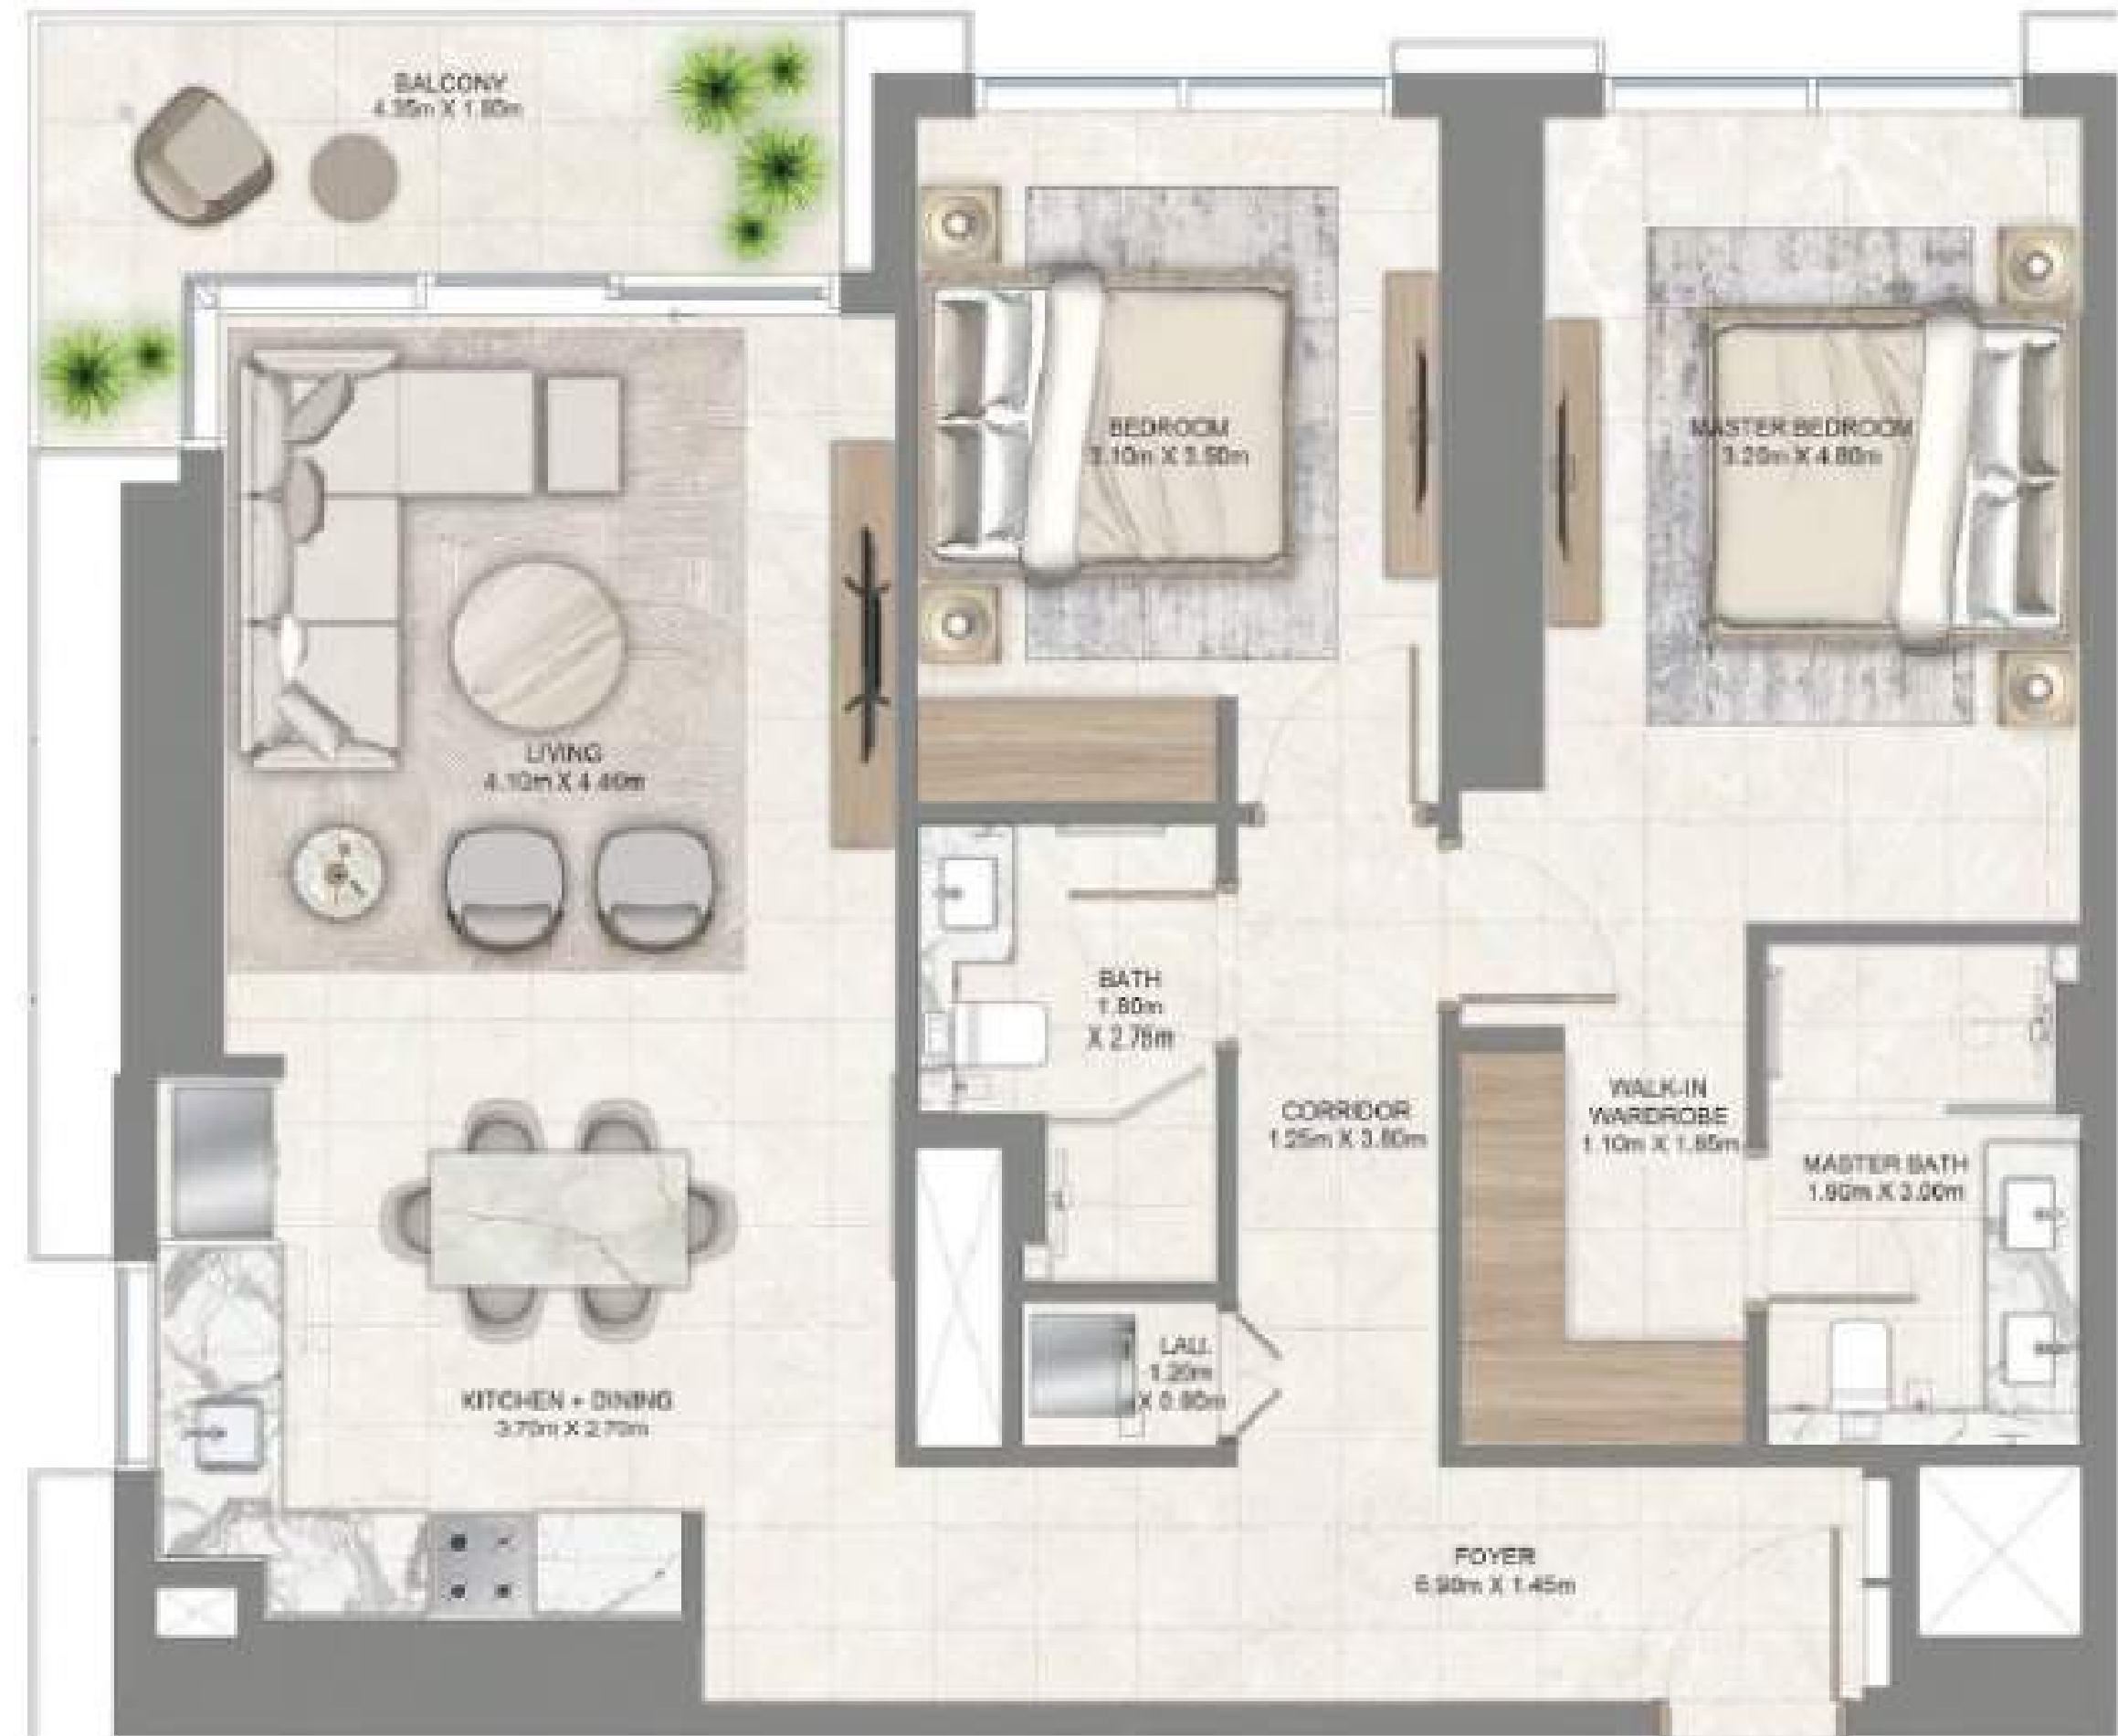 BALCONY
4.35m X 1.80m
BEDROOM
3.10m X 3.50m
MASTER BEDROOM
3.20m X 4.80m
LIVING
4.10m X 4.40m
BATH
1.80m
X 2.75m
CORRIDOR
1.25m X 3.80m
WALK-IN
WARDROBE
1.10m X 1.85m
MASTER BATH
1.90m X 3.00m
LAU.
1.20m
X 0.90m
KITCHEN + DINING
3.70m X 2.70m
FOYER
6.90m X 1.45m